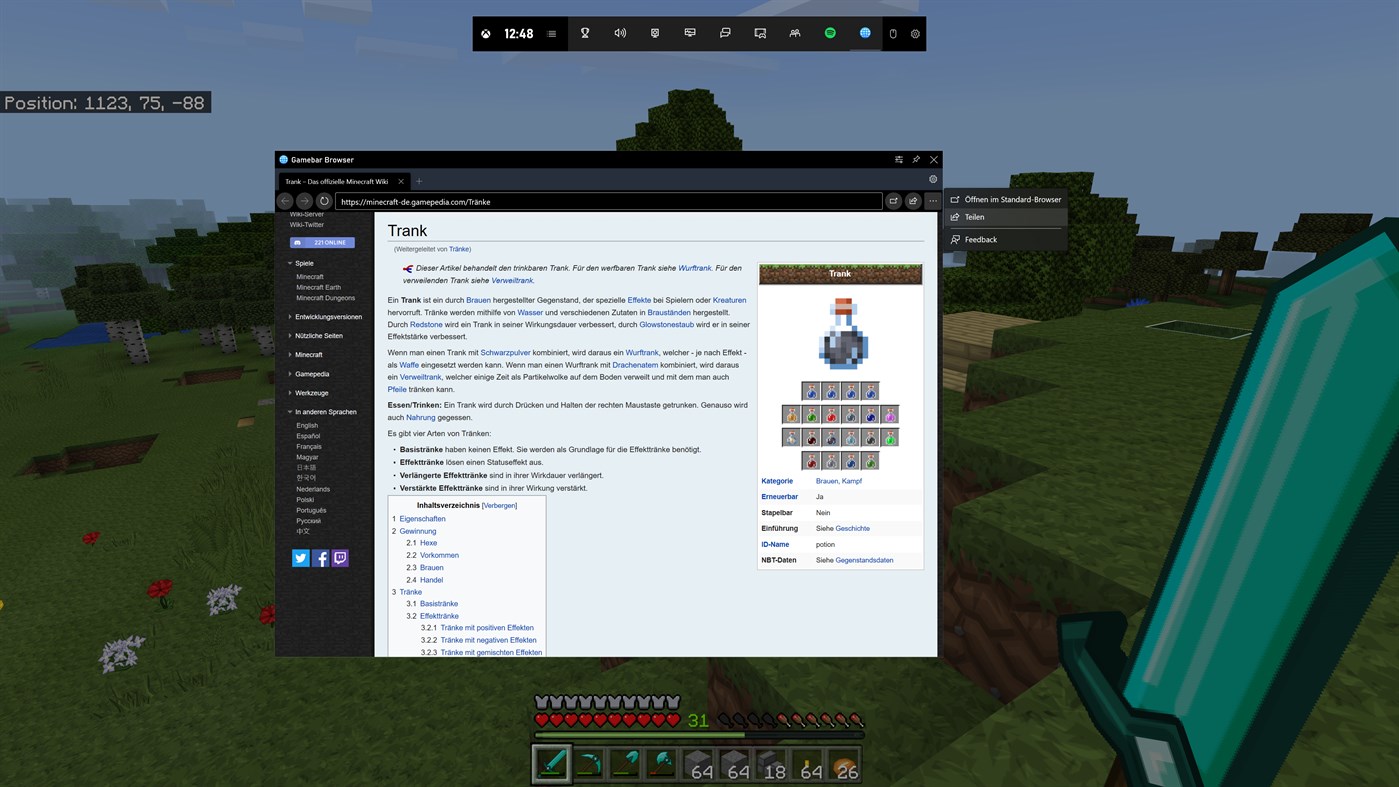 12:48
Position: 1123, 75, -88
Gamebar Browser
Trank – Das offizielle Minecraft Wiki
https://minecraft-de.gamepedia.com/Tränke
Öffnen im Standard-Browser
Teilen
Feedback
Wiki-Server
Wiki-Twitter
221 ONLINE
Spiele
Minecraft
Minecraft Earth
Minecraft Dungeons
Entwicklungsversionen
Nützliche Seiten
Minecraft
Gamepedia
Werkzeuge
In anderen Sprachen
English
Español
Français
Magyar
日本語
한국어
Nederlands
Polski
Português
Русский
中文
Trank
(Weitergeleitet von Tränke)
Dieser Artikel behandelt den trinkbaren Trank. Für den werfbaren Trank siehe Wurftrank. Für den
verweilenden Trank siehe Verweiltrank.
Ein Trank ist ein durch Brauen hergestellter Gegenstand, der spezielle Effekte bei Spielern oder Kreaturen
hervorruft. Tränke werden mithilfe von Wasser und verschiedenen Zutaten in Brauständen hergestellt.
Durch Redstone wird ein Trank in seiner Wirkungsdauer verbessert, durch Glowstonestaub wird er in seiner
Effektstärke verbessert.
Wenn man einen Trank mit Schwarzpulver kombiniert, wird daraus ein Wurftrank, welcher - je nach Effekt -
als Waffe eingesetzt werden kann. Wenn man einen Wurftrank mit Drachenatem kombiniert, wird daraus
ein Verweiltrank, welcher einige Zeit als Partikelwolke auf dem Boden verweilt und mit dem man auch
Pfeile tränken kann.
Essen/Trinken: Ein Trank wird durch Drücken und Halten der rechten Maustaste getrunken. Genauso wird
auch Nahrung gegessen.
Es gibt vier Arten von Tränken:
• Basistränke haben keinen Effekt. Sie werden als Grundlage für die Effekttränke benötigt.
• Effekttränke lösen einen Statuseffekt aus.
• Verlängerte Effekttränke sind in ihrer Wirkdauer verlängert.
• Verstärkte Effekttränke sind in ihrer Wirkung verstärkt.
Inhaltsverzeichnis [Verbergen]
1 Eigenschaften
2 Gewinnung
2.1 Hexe
2.2 Vorkommen
2.3 Brauen
2.4 Handel
3 Tränke
3.1 Basistränke
3.2 Effekttränke
3.2.1 Tränke mit positiven Effekten
3.2.2 Tränke mit negativen Effekten
3.2.3 Tränke mit gemischten Effekten
Trank
Kategorie Brauen, Kampf
Erneuerbar Ja
Stapelbar Nein
Einführung Siehe Geschichte
ID-Name potion
NBT-Daten Siehe Gegenstandsdaten
31
64 64 18 64 26